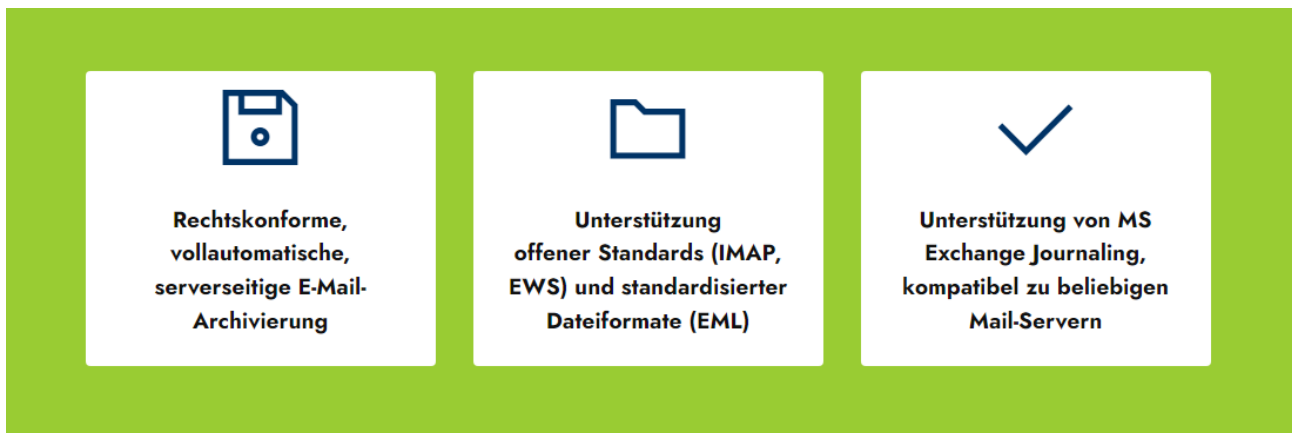 Rechtskonforme,
vollautomatische,
serverseitige E-Mail-
Archivierung
Unterstützung
offener Standards (IMAP,
EWS) und standardisierter
Dateiformate (EML)
Unterstützung von MS
Exchange Journaling,
kompatibel zu beliebigen
Mail-Servern